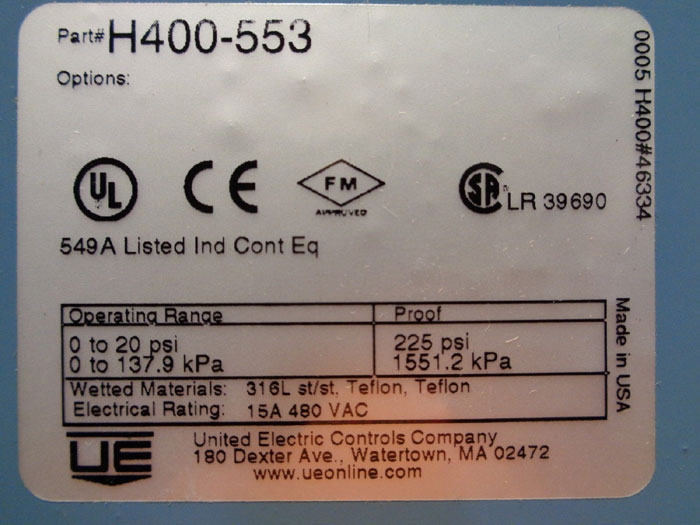 Part# H400-553
Options:
0005 H400#46334
UL
CE
FM
APPROVED
SA
LR 39690
549A Listed Ind Cont Eq
Operating Range Proof
0 to 20 psi 225 psi
0 to 137.9 kPa 1551.2 kPa
Wetted Materials: 316L st/st, Teflon, Teflon
Electrical Rating: 15A 480 VAC
Made in USA
UE
United Electric Controls Company
180 Dexter Ave., Watertown, MA 02472
www.ueonline.com